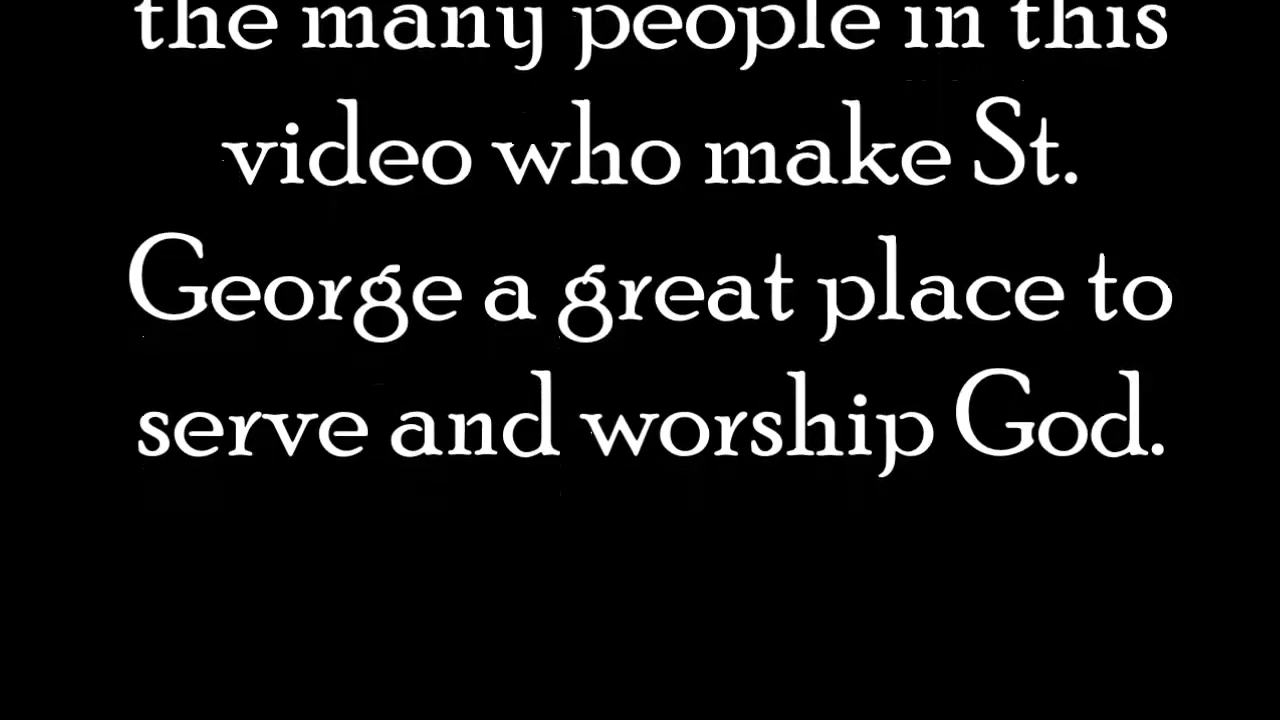 the many people in this
video who make St.
George a great place to
serve and worship God.